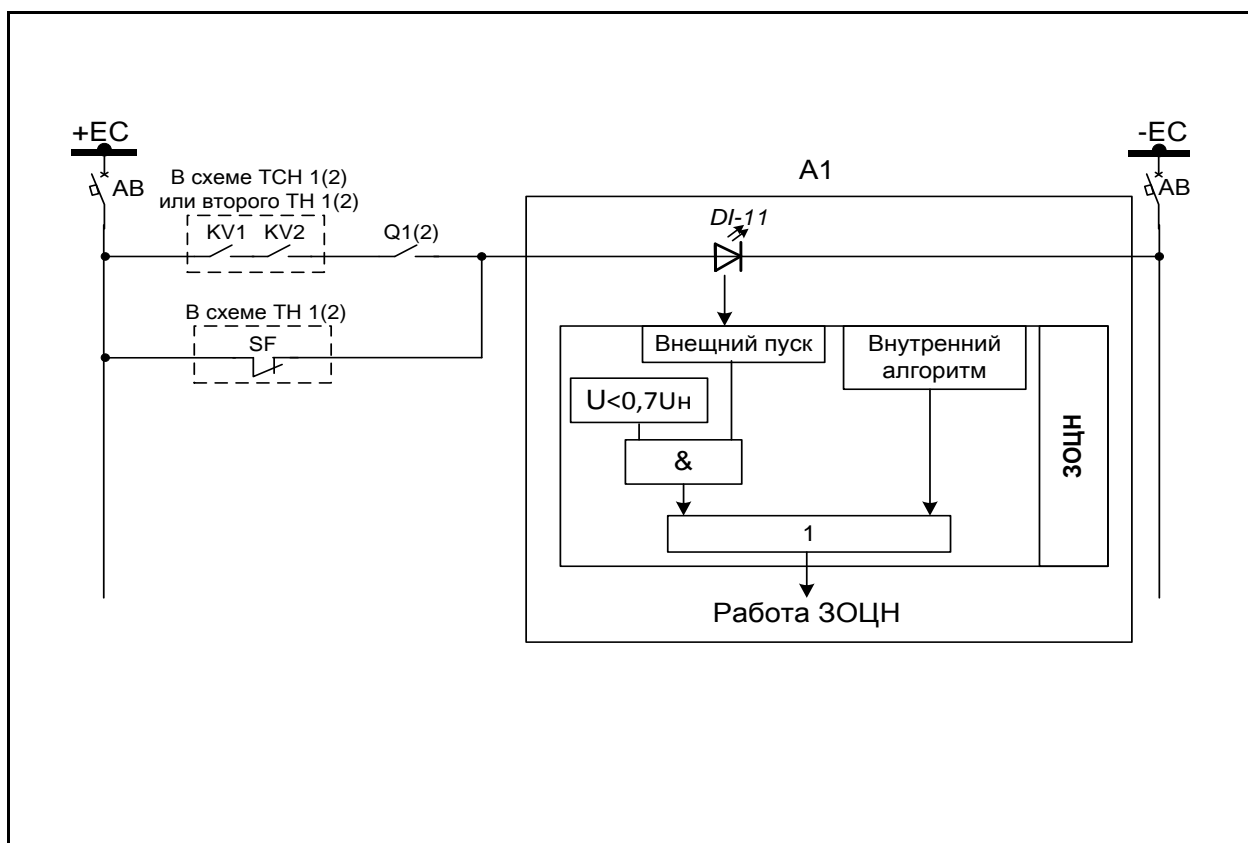 +ЕС
-ЕС
АВ
В схеме ТСН 1(2)
или второго ТН 1(2)
А1
АВ
KV1
KV2
Q1(2)
DI-11
В схеме ТН 1(2)
SF
Внещний пуск
Внутренний
алгоритм
U<0,7Uн
&
ЗОЦН
1
Работа ЗОЦН